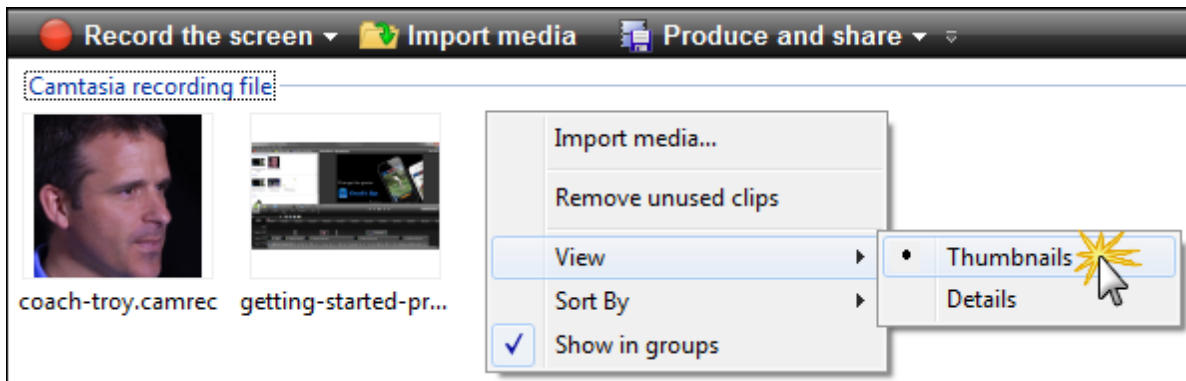 Record the screen Import media Produce and share
Camtasia recording file
coach-troy.camrec getting-started-pr...
Import media...
Remove unused clips
View
Sort By
Show in groups
Thumbnails
Details